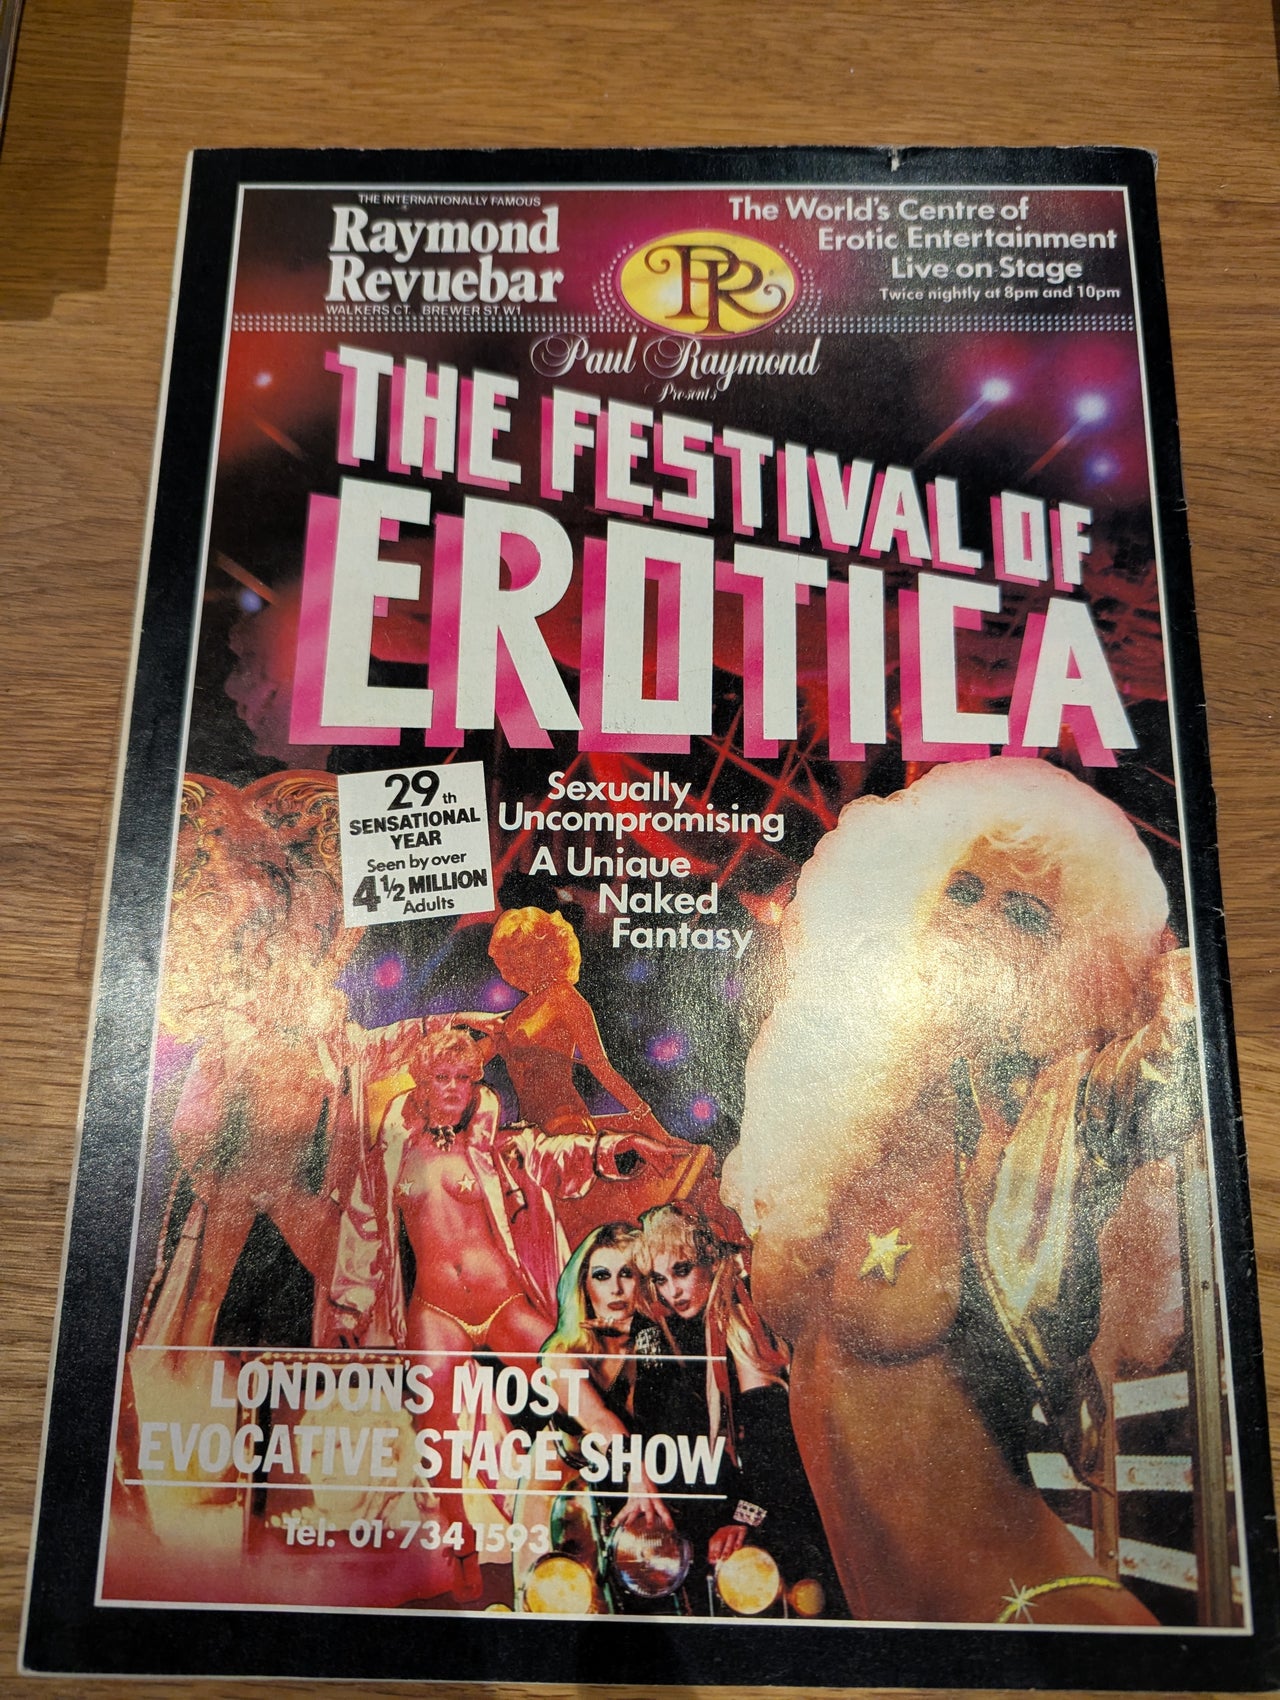 THE INTERNATIONALLY FAMOUS
Raymond
Revuebar
WALKERS CT. BREWER ST W1
PR
The World's Centre of
Erotic Entertainment
Live on Stage
Twice nightly at 8pm and 10pm
Paul Raymond
Presents
THE FESTIVAL OF
EROTICA
29th
SENSATIONAL
YEAR
Seen by over
4½ MILLION
Adults
Sexually
Uncompromising
A Unique
Naked
Fantasy
LONDON'S MOST
EVOCATIVE STAGE SHOW
Tel: 01·734 1593